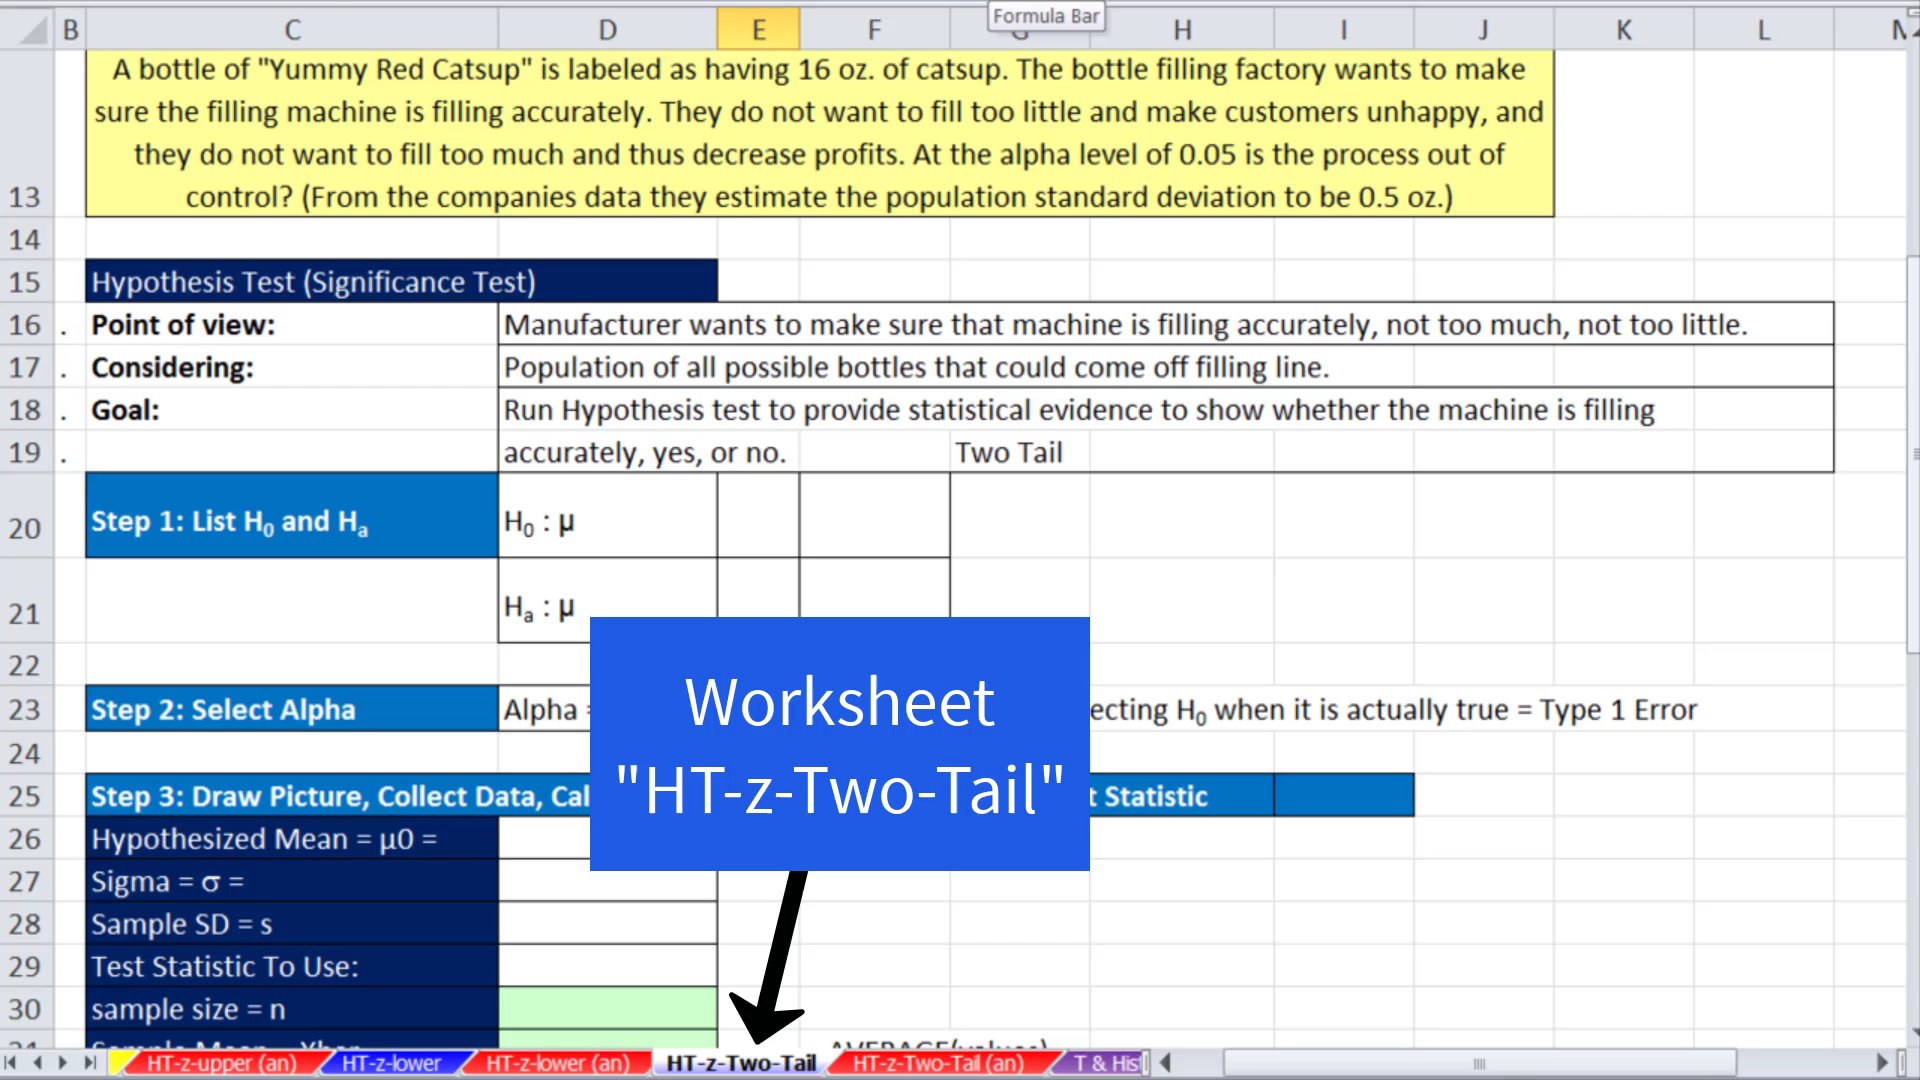 Formula Bar
B C D E F H I J K L
A bottle of "Yummy Red Catsup" is labeled as having 16 oz. of catsup. The bottle filling factory wants to make
sure the filling machine is filling accurately. They do not want to fill too little and make customers unhappy, and
they do not want to fill too much and thus decrease profits. At the alpha level of 0.05 is the process out of
13 control? (From the companies data they estimate the population standard deviation to be 0.5 oz.)
14
15 Hypothesis Test (Significance Test)
16 . Point of view: Manufacturer wants to make sure that machine is filling accurately, not too much, not too little.
17 . Considering: Population of all possible bottles that could come off filling line.
18 . Goal: Run Hypothesis test to provide statistical evidence to show whether the machine is filling
19 . accurately, yes, or no. Two Tail
20 Step 1: List H₀ and Hₐ H₀ : μ
21 Hₐ : μ
22
23 Step 2: Select Alpha Alpha ecting H₀ when it is actually true = Type 1 Error
24
25 Step 3: Draw Picture, Collect Data, Cal t Statistic
26 Hypothesized Mean = μ0 =
27 Sigma = σ =
28 Sample SD = s
29 Test Statistic To Use:
30 sample size = n
Worksheet
"HT-z-Two-Tail"
HT-z-upper (an) HT-z-lower HT-z-lower (an) HT-z-Two-Tail HT-z-Two-Tail (an) T & Hist